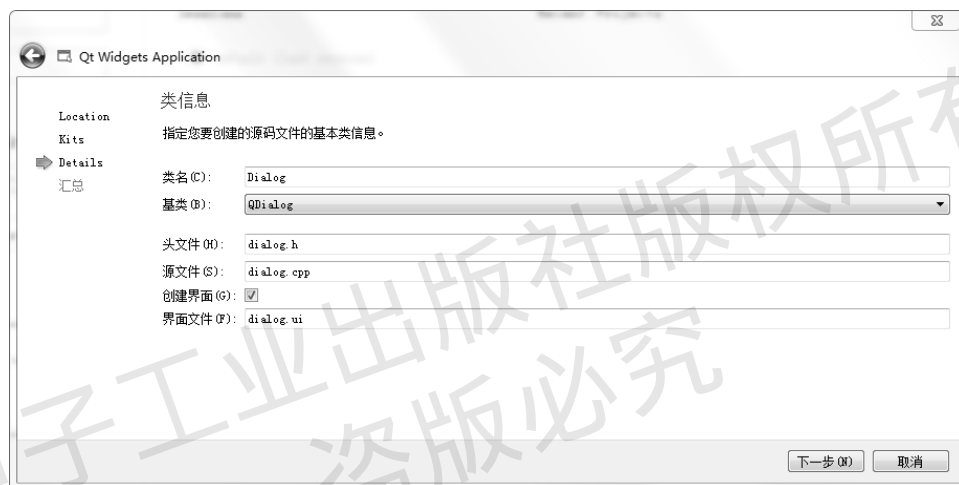 Qt Widgets Application
类信息
指定您要创建的源码文件的基本类信息。
Location
Kits
Details
汇总
类名(C): Dialog
基类(B): QDialog
头文件(H): dialog.h
源文件(S): dialog.cpp
创建界面(G):
界面文件(F): dialog.ui
下一步(N) 取消
子工业出版社版权所有
盗版必究